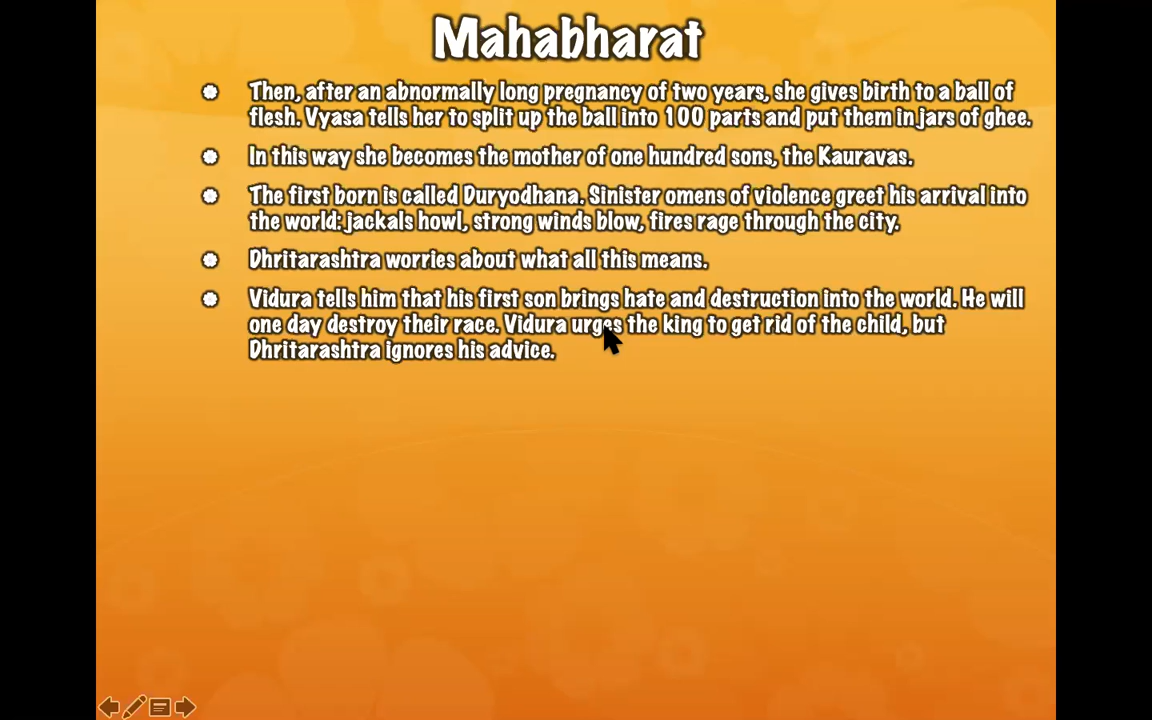 Mahabharat
Then, after an abnormally long pregnancy of two years, she gives birth to a ball of
flesh. Vyasa tells her to split up the ball into 100 parts and put them in jars of ghee.
In this way she becomes the mother of one hundred sons, the Kauravas.
The first born is called Duryodhana. Sinister omens of violence greet his arrival into
the world: jackals howl, strong winds blow, fires rage through the city.
Dhritarashtra worries about what all this means.
Vidura tells him that his first son brings hate and destruction into the world. He will
one day destroy their race. Vidura urges the king to get rid of the child, but
Dhritarashtra ignores his advice.